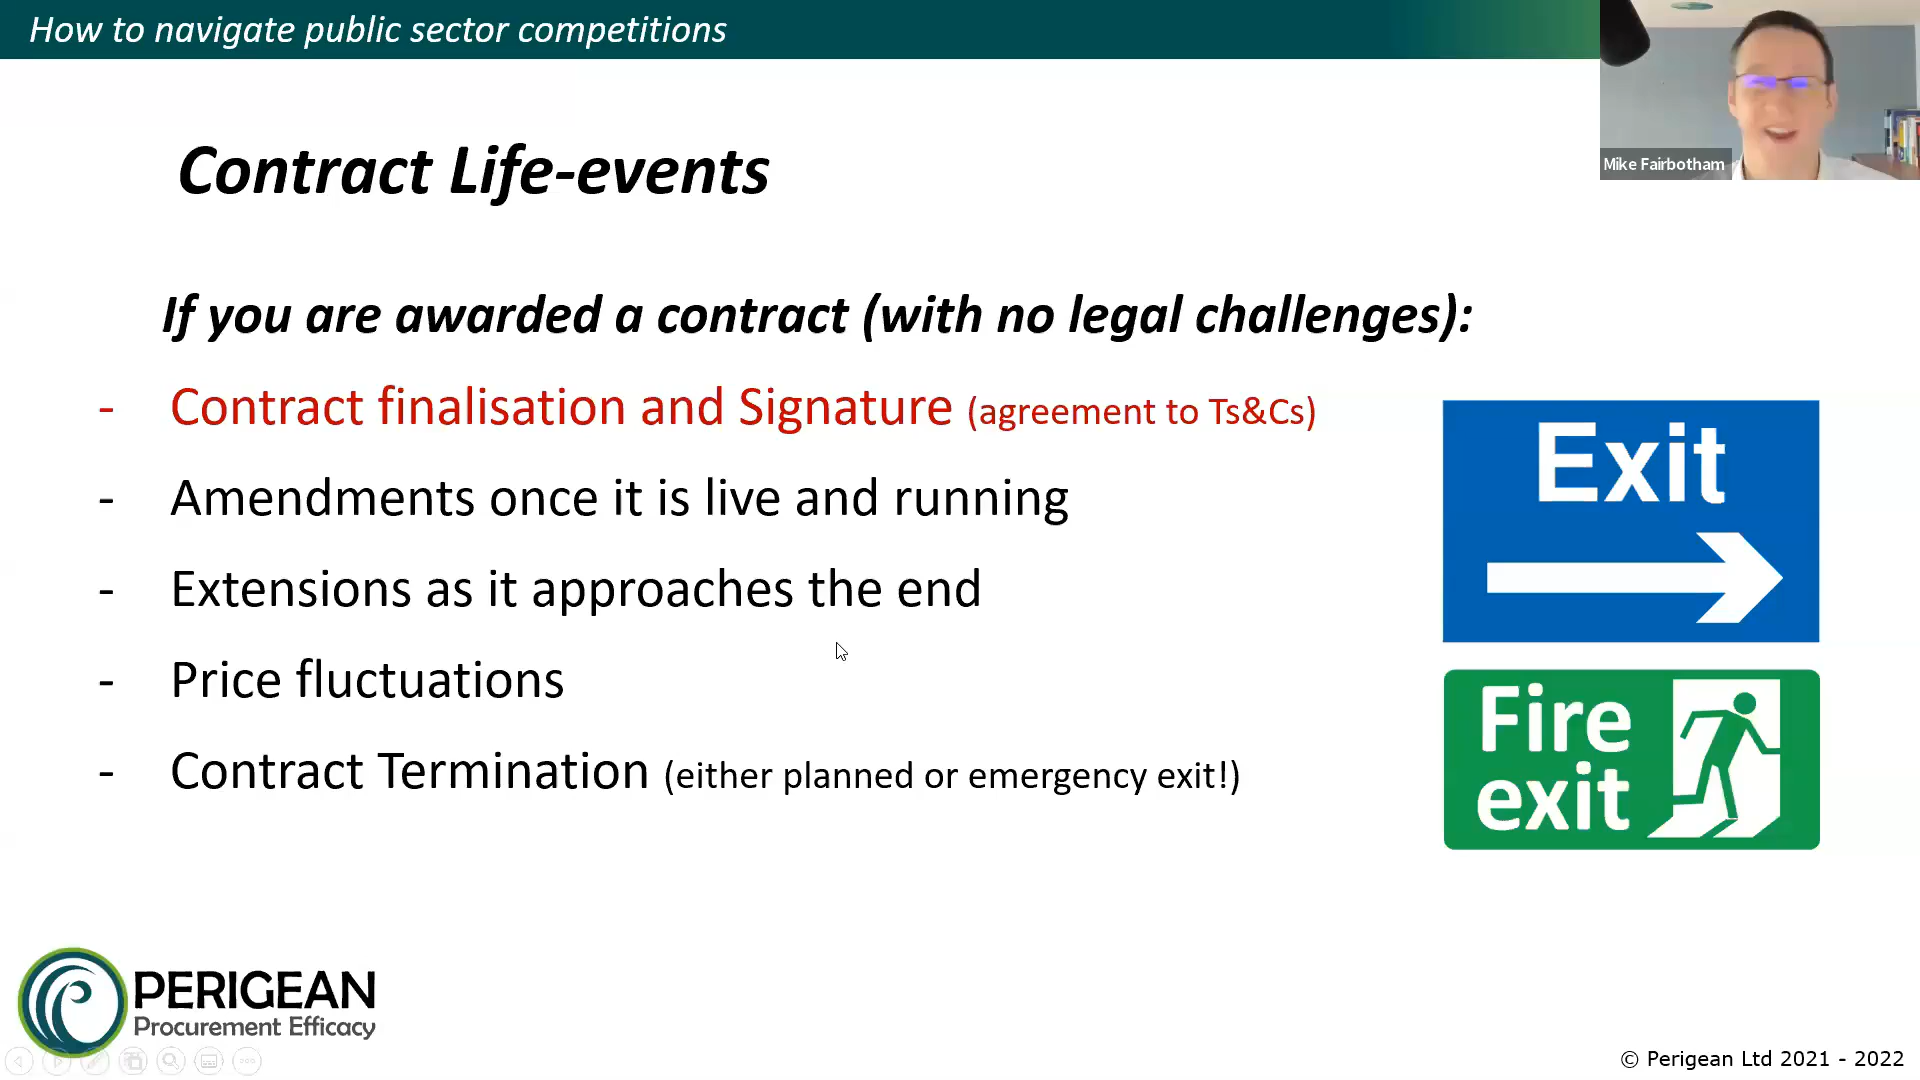 How to navigate public sector competitions
Mike Fairbotham
Contract Life-events
If you are awarded a contract (with no legal challenges):
- Contract finalisation and Signature (agreement to Ts&Cs)
- Amendments once it is live and running
- Extensions as it approaches the end
- Price fluctuations
- Contract Termination (either planned or emergency exit!)
Exit
Fire
exit
PERIGEAN
Procurement Efficacy
© Perigean Ltd 2021 - 2022